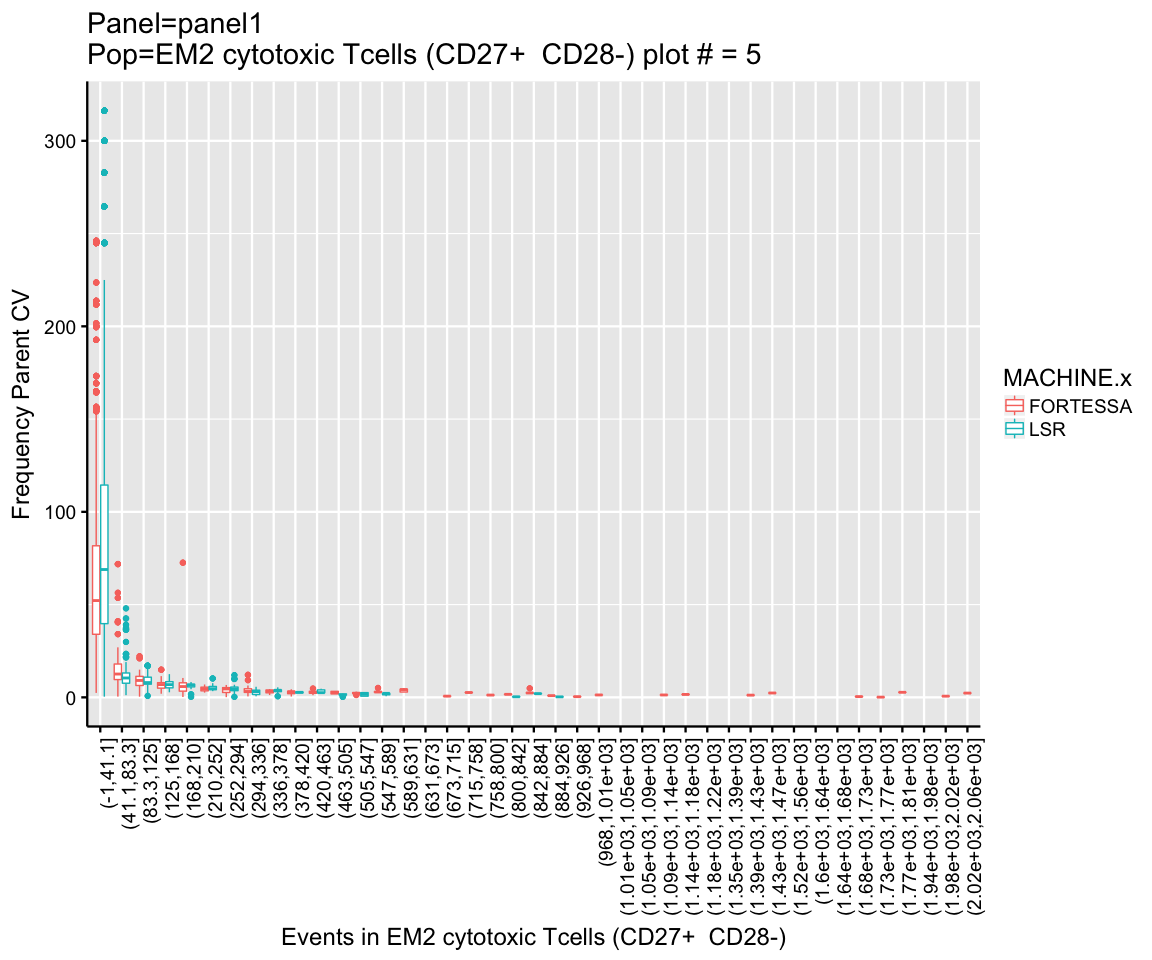 Panel=panel1
Pop=EM2 cytotoxic Tcells (CD27+  CD28-) plot # = 5
Frequency Parent CV
300
200
100
0
(-1,41.1]
(41.1,83.3]
(83.3,125]
(125,168]
(168,210]
(210,252]
(252,294]
(294,336]
(336,378]
(378,420]
(420,463]
(463,505]
(505,547]
(547,589]
(589,631]
(631,673]
(673,715]
(715,758]
(758,800]
(800,842]
(842,884]
(884,926]
(926,968]
(968,1.01e+03]
(1.01e+03,1.05e+03]
(1.05e+03,1.09e+03]
(1.09e+03,1.14e+03]
(1.14e+03,1.18e+03]
(1.18e+03,1.22e+03]
(1.35e+03,1.39e+03]
(1.39e+03,1.43e+03]
(1.43e+03,1.47e+03]
(1.52e+03,1.56e+03]
(1.6e+03,1.64e+03]
(1.64e+03,1.68e+03]
(1.68e+03,1.73e+03]
(1.73e+03,1.77e+03]
(1.77e+03,1.81e+03]
(1.94e+03,1.98e+03]
(1.98e+03,2.02e+03]
(2.02e+03,2.06e+03]
Events in EM2 cytotoxic Tcells (CD27+  CD28-)
MACHINE.x
FORTESSA
LSR